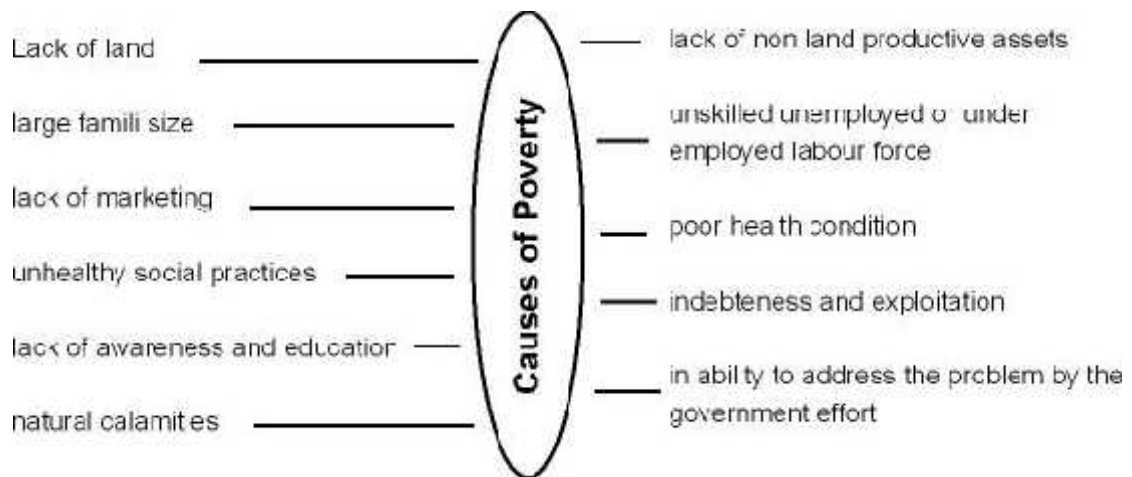 Lack of land
large famili size
lack of marketing
unhealthy social practices
lack of awareness and education
natural calamities
Causes of Poverty
lack of non land productive assets
unskilled unemployed or under
employed labour force
poor health condition
indebteness and exploitation
in ability to address the problem by the
government effort